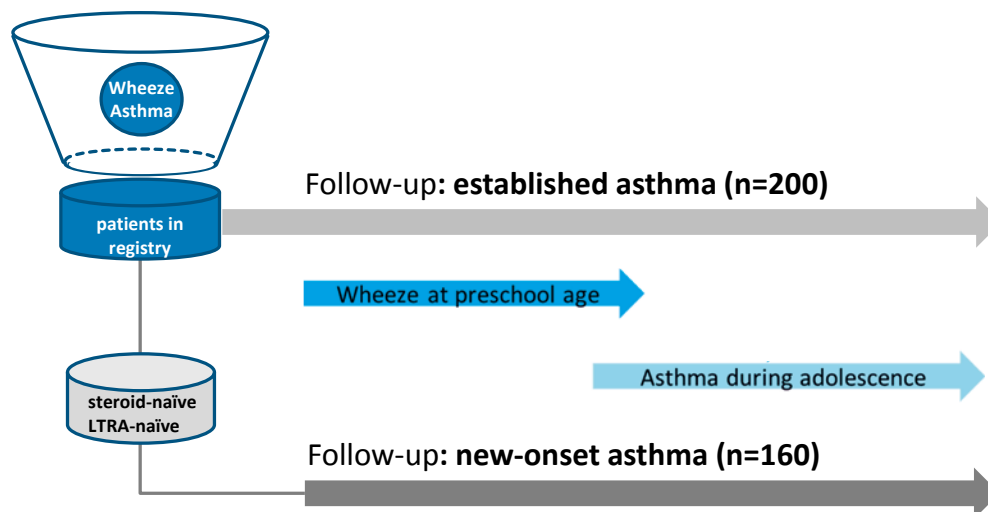 Wheeze
Asthma
Follow-up: established asthma (n=200)
patients in
registry
Wheeze at preschool age
Asthma during adolescence
steroid-naïve
LTRA-naïve
Follow-up: new-onset asthma (n=160)